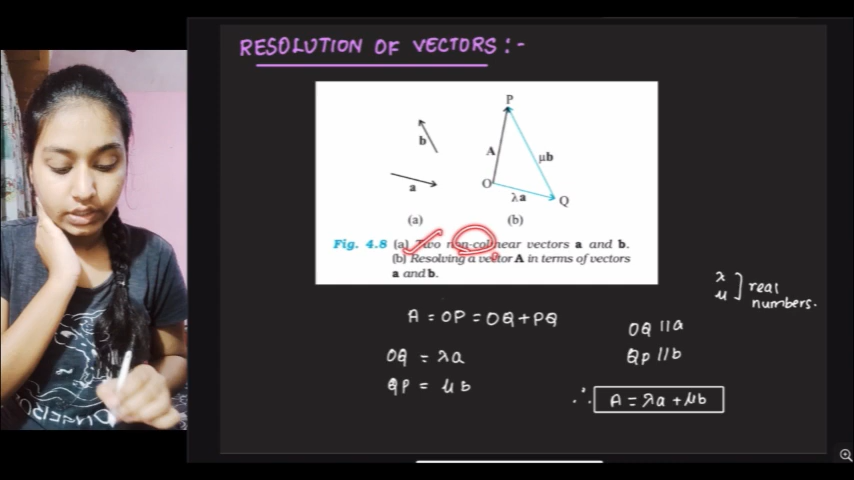 RESOLUTION OF VECTORS :-
P
b
A
μb
a
O
λa
Q
(a)
(b)
Fig. 4.8 (a) Two non-colinear vectors a and b.
(b) Resolving a vector A in terms of vectors
a and b.
λ
μ ] real
numbers.
A = OP = OQ + PQ
OQ || a
OQ = λa
QP // b
QP = μb
∴ A = λa + μb